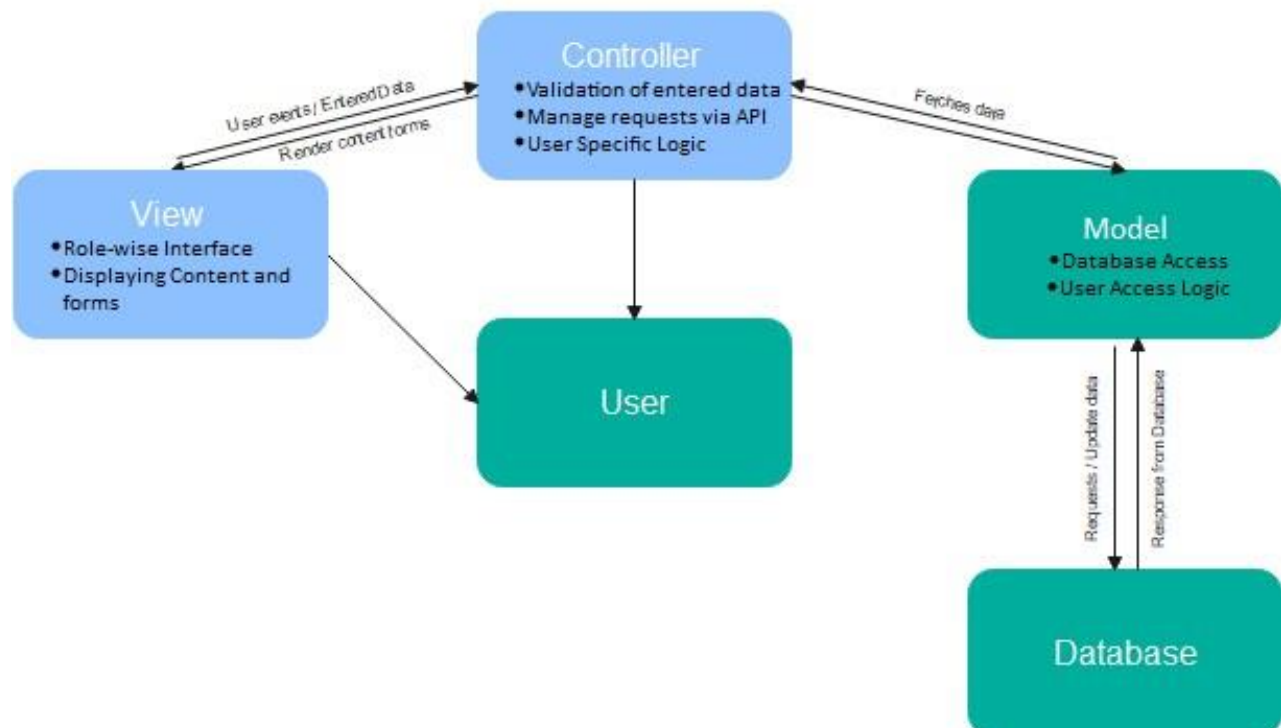 Controller
•Validation of entered data
•Manage requests via API
•User Specific Logic
User events / Entered Data
Render content forms
Fetches data
View
•Role-wise Interface
•Displaying Content and
forms
Model
•Database Access
•User Access Logic
User
Requests / Update data
Response from Database
Database